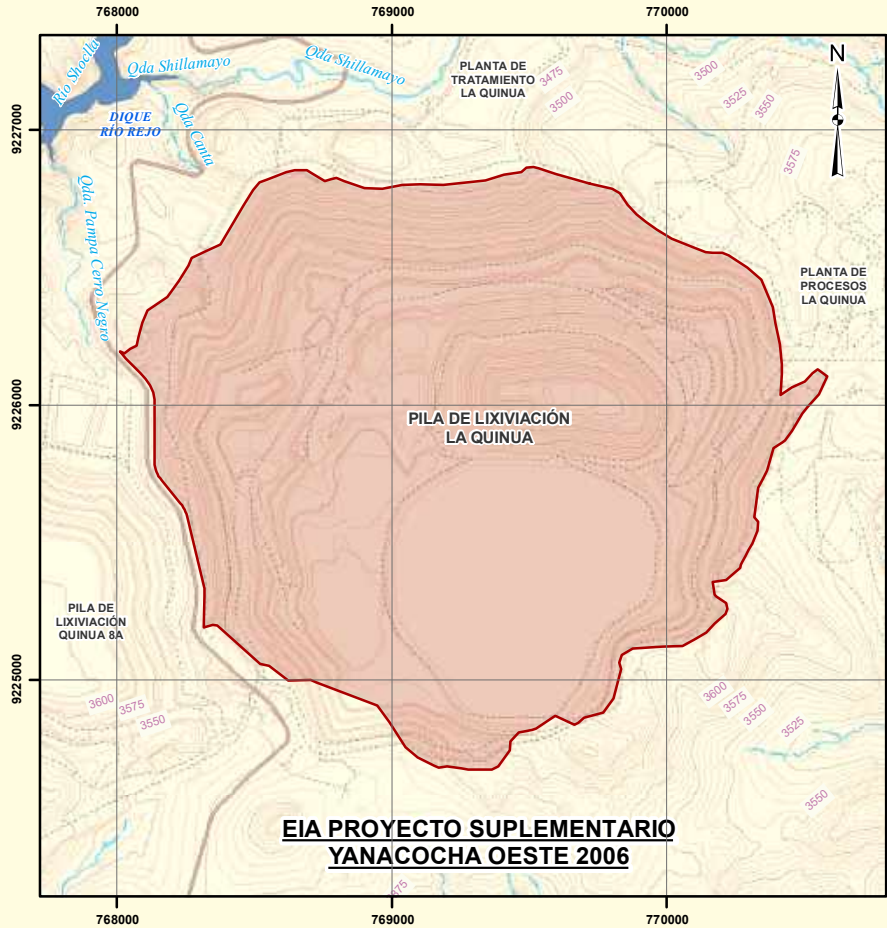 768000
769000
770000
Río Shoclla
Qda Shillamayo
Qda Shillamayo
PLANTA DE
TRATAMIENTO
LA QUINUA
3475
3500
3500
3525
3550
3575
N
9227000
DIQUE
RÍO REJO
Qda Canta
Qda. Pampa Cerro Negro
PLANTA DE
PROCESOS
LA QUINUA
9226000
PILA DE LIXIVIACIÓN
LA QUINUA
PILA DE
LIXIVIACIÓN
QUINUA 8A
9225000
3600
3575
3550
3600
3575
3550
3525
3550
EIA PROYECTO SUPLEMENTARIO
YANACOCHA OESTE 2006
768000
769000
770000